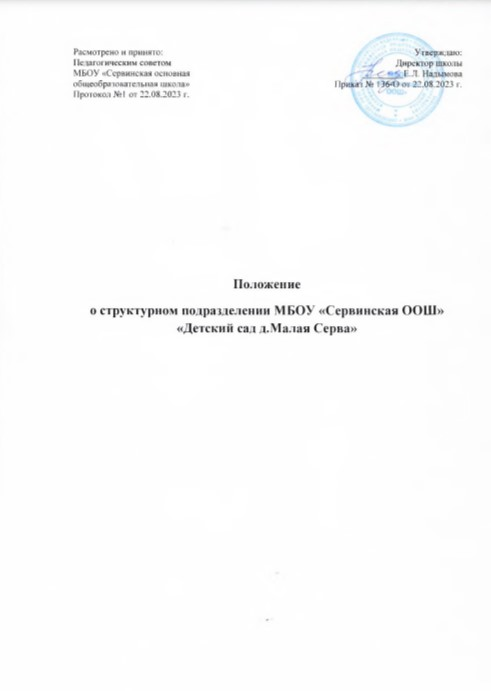 Расмотрено и принято:
Педагогическим советом
МБОУ «Сервинская основная
общеобразовательная школа»
Протокол №1 от 22.08.2023 г.
Утверждаю:
Директор школы
Е.Л. Надымова
Приказ № 136-О от 22.08.2023 г.
Положение
о структурном подразделении МБОУ «Сервинская ООШ»
«Детский сад д.Малая Серва»